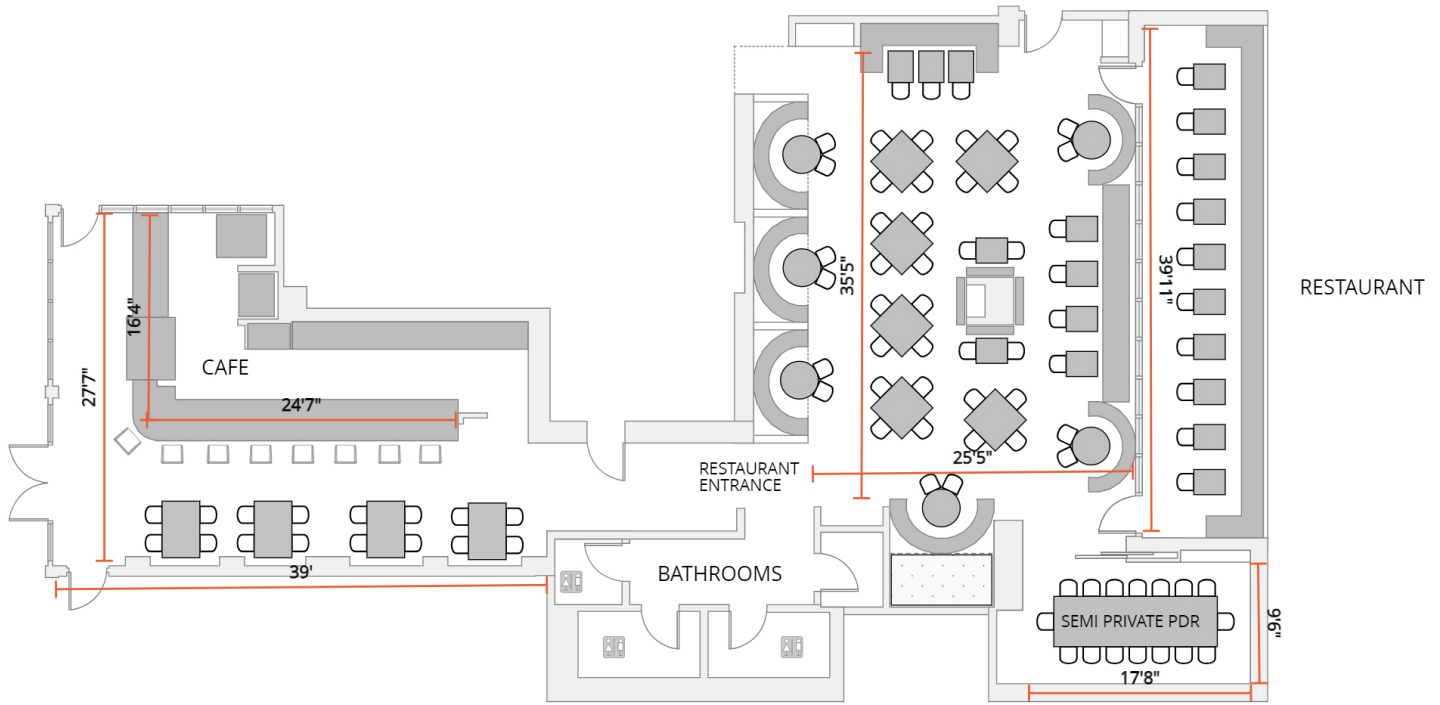 35'5"
39'11"
RESTAURANT
16'4"
27'7"
CAFE
24'7"
25'5"
RESTAURANT
ENTRANCE
39'
BATHROOMS
SEMI PRIVATE PDR
9'6"
17'8"